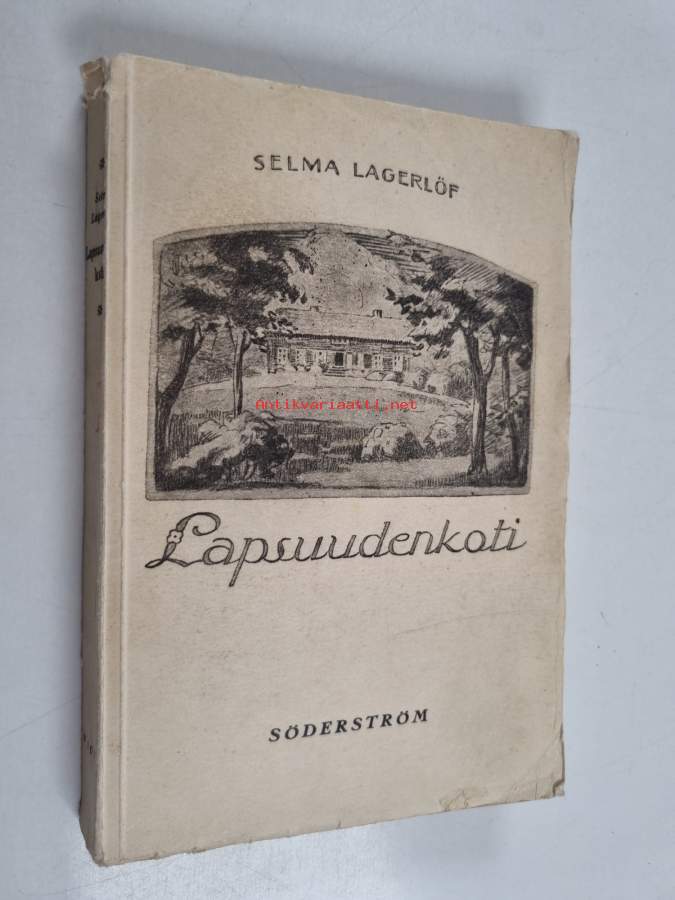 SELMA LAGERLÖF
Antikvariaatti.net
Lapsuudenkoti
SÖDERSTRÖM